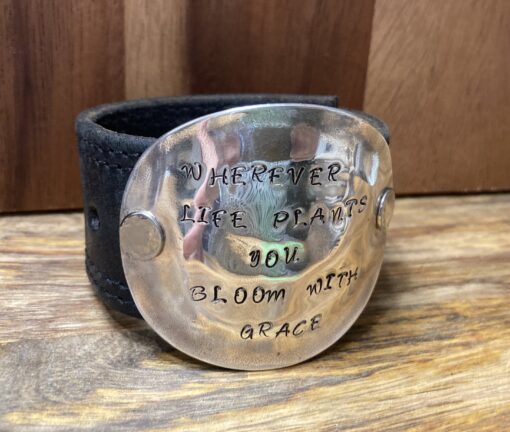 WHEREVER
LIFE PLANTS
YOU.
BLOOM WITH
GRACE